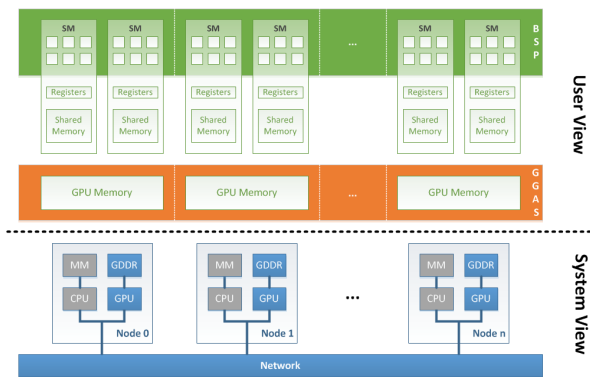 SM SM SM SM ... SM SM
BSP
Registers Registers Registers Registers Registers Registers
Shared Memory Shared Memory Shared Memory Shared Memory Shared Memory Shared Memory
User View
GPU Memory GPU Memory ... GPU Memory
GGAS
MM GDDR MM GDDR MM GDDR
...
CPU GPU CPU GPU CPU GPU
Node 0 Node 1 Node n
System View
Network